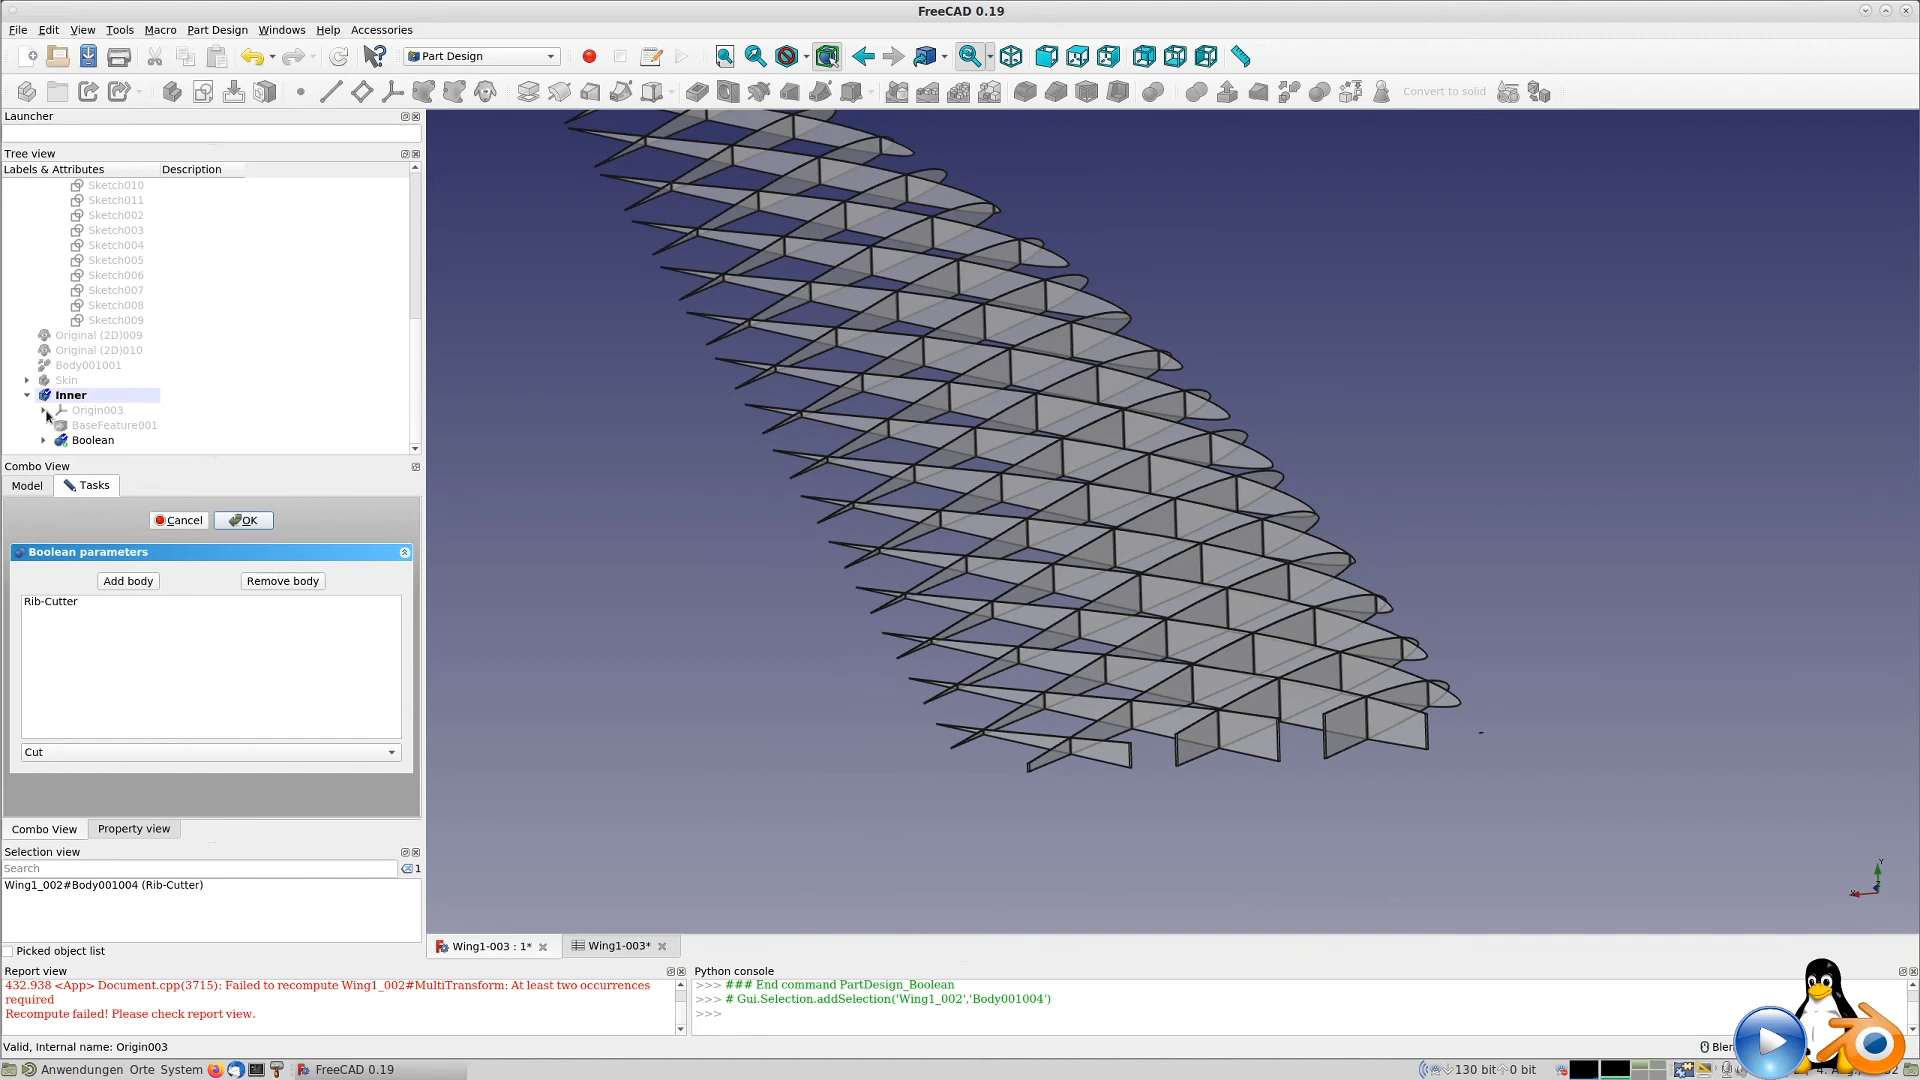 FreeCAD 0.19
File Edit View Tools Macro Part Design Windows Help Accessories
Part Design
Convert to solid
Launcher
Tree view
Labels & Attributes Description
Sketch010
Sketch011
Sketch002
Sketch003
Sketch004
Sketch005
Sketch006
Sketch007
Sketch008
Sketch009
Original (2D)009
Original (2D)010
Body001001
Skin
Inner
Origin003
BaseFeature001
Boolean
Combo View
Model Tasks
Cancel OK
Boolean parameters
Add body Remove body
Rib-Cutter
Cut
Combo View Property view
Selection view
Search 1
Wing1_002#Body001004 (Rib-Cutter)
Picked object list
Wing1-003 : 1* Wing1-003*
Report view
432.938 <App> Document.cpp(3715): Failed to recompute Wing1_002#MultiTransform: At least two occurrences
required
Recompute failed! Please check report view.
Python console
>>> ### End command PartDesign_Boolean
>>> # Gui.Selection.addSelection('Wing1_002','Body001004')
>>>
Valid, Internal name: Origin003
Anwendungen Orte System FreeCAD 0.19
130 bit 0 bit